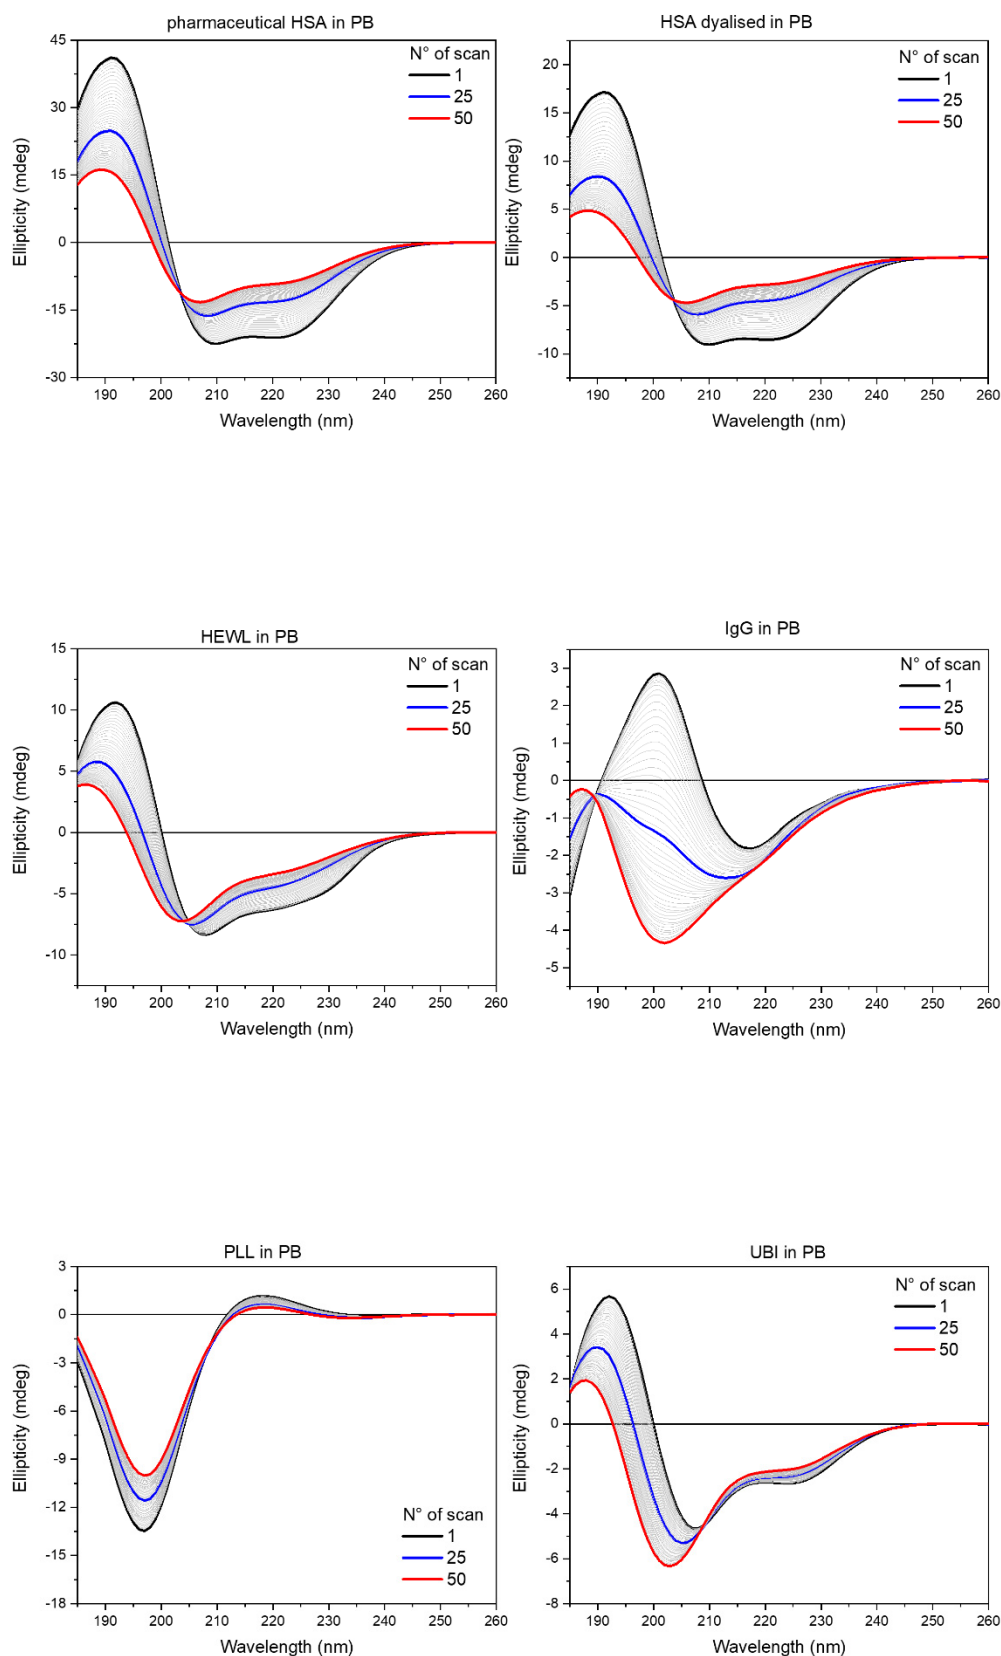 pharmaceutical HSA in PB
N° of scan
1
25
50
45
30
15
0
-15
-30
Ellipticity (mdeg)
190 200 210 220 230 240 250 260
Wavelength (nm)
HSA dyalised in PB
N° of scan
1
25
50
20
15
10
5
0
-5
-10
Ellipticity (mdeg)
190 200 210 220 230 240 250 260
Wavelength (nm)
HEWL in PB
N° of scan
1
25
50
15
10
5
0
-5
-10
Ellipticity (mdeg)
190 200 210 220 230 240 250 260
Wavelength (nm)
IgG in PB
N° of scan
1
25
50
3
2
1
0
-1
-2
-3
-4
-5
Ellipticity (mdeg)
190 200 210 220 230 240 250 260
Wavelength (nm)
PLL in PB
3
0
-3
-6
-9
-12
-15
-18
Ellipticity (mdeg)
N° of scan
1
25
50
190 200 210 220 230 240 250 260
Wavelength (nm)
UBI in PB
N° of scan
1
25
50
6
4
2
0
-2
-4
-6
-8
Ellipticity (mdeg)
190 200 210 220 230 240 250 260
Wavelength (nm)